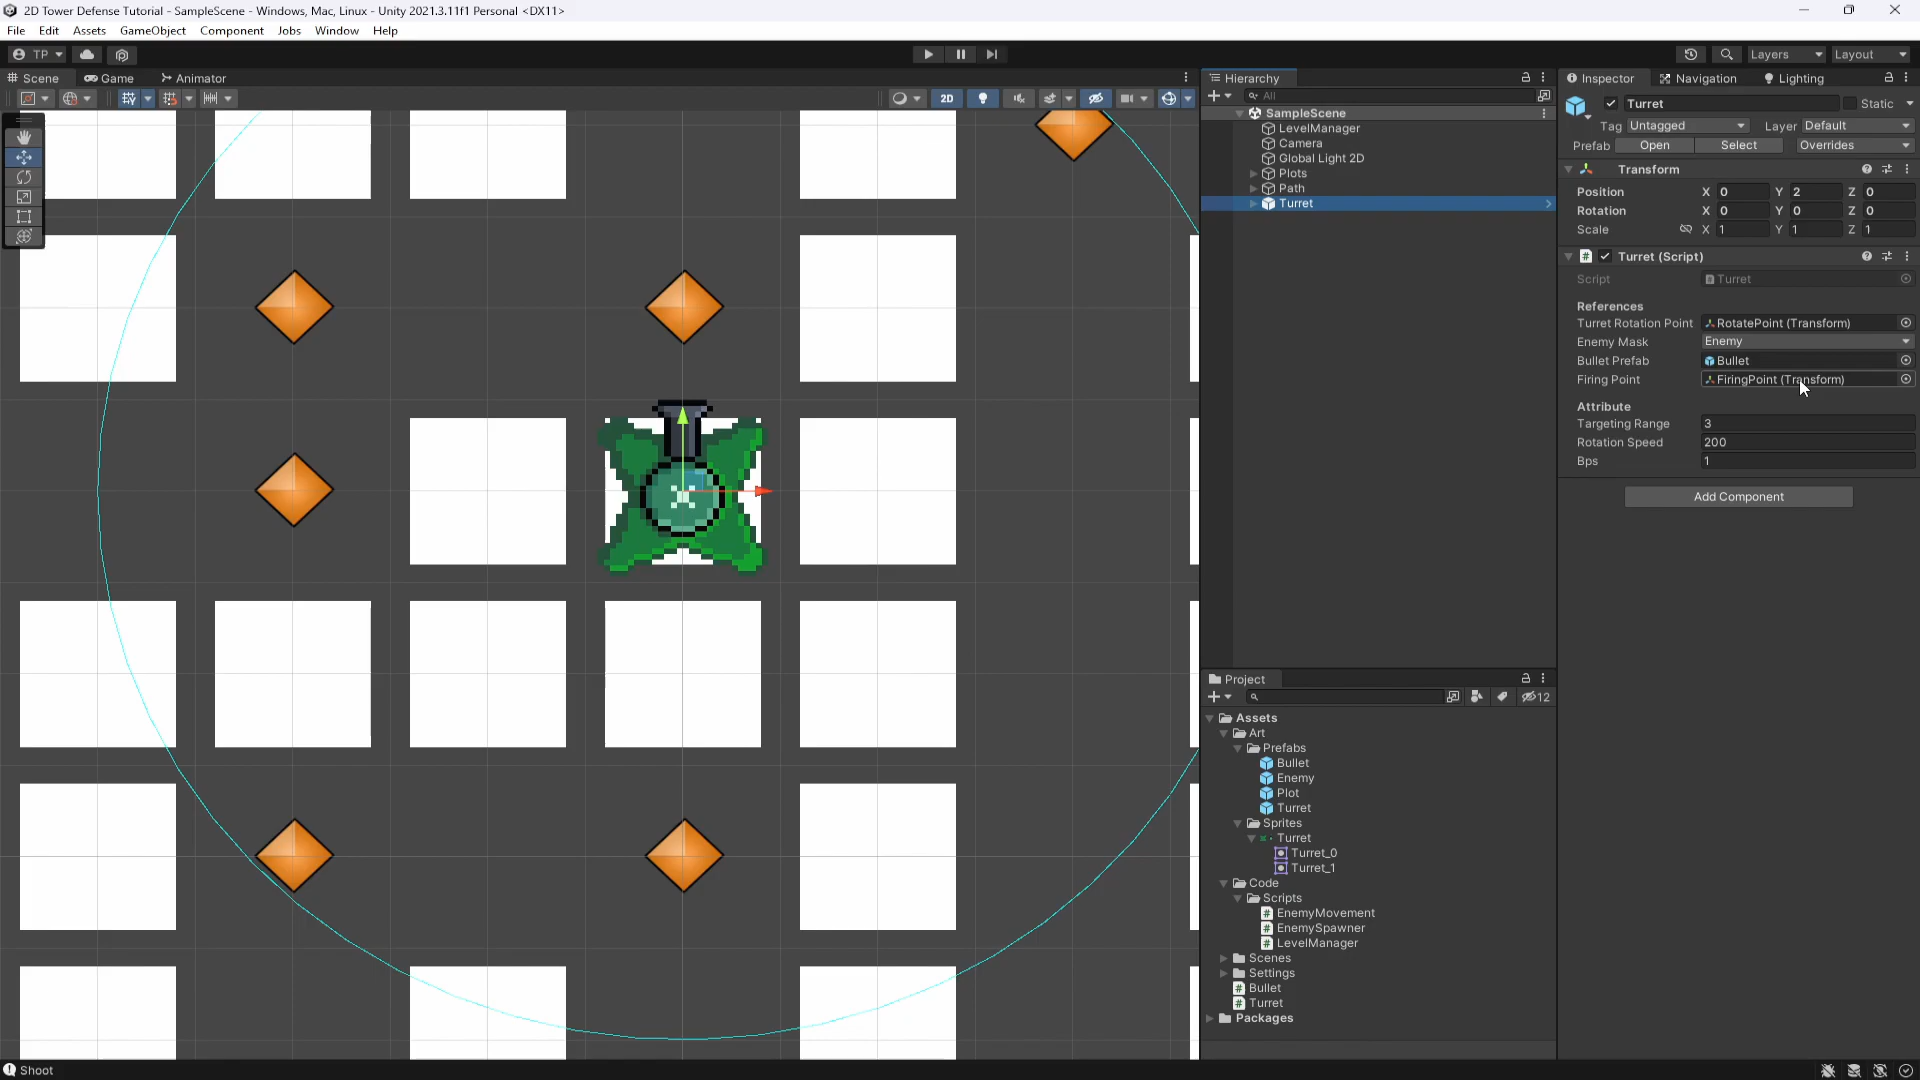 2D Tower Defense Tutorial - SampleScene - Windows, Mac, Linux - Unity 2021.3.11f1 Personal <DX11>
File Edit Assets GameObject Component Jobs Window Help
TP Layers Layout
Scene Game Animator
2D
Hierarchy
All
SampleScene
LevelManager
Camera
Global Light 2D
Plots
Path
Turret
Project
12
Assets
Art
Prefabs
Bullet
Enemy
Plot
Turret
Sprites
Turret
Turret_0
Turret_1
Code
Scripts
EnemyMovement
EnemySpawner
LevelManager
Scenes
Settings
Bullet
Turret
Packages
Inspector Navigation Lighting
Turret Static
Tag Untagged Layer Default
Prefab Open Select Overrides
Transform
Position X 0 Y 2 Z 0
Rotation X 0 Y 0 Z 0
Scale X 1 Y 1 Z 1
Turret (Script)
Script Turret
References
Turret Rotation Point RotatePoint (Transform)
Enemy Mask Enemy
Bullet Prefab Bullet
Firing Point FiringPoint (Transform)
Attribute
Targeting Range 3
Rotation Speed 200
Bps 1
Add Component
Shoot